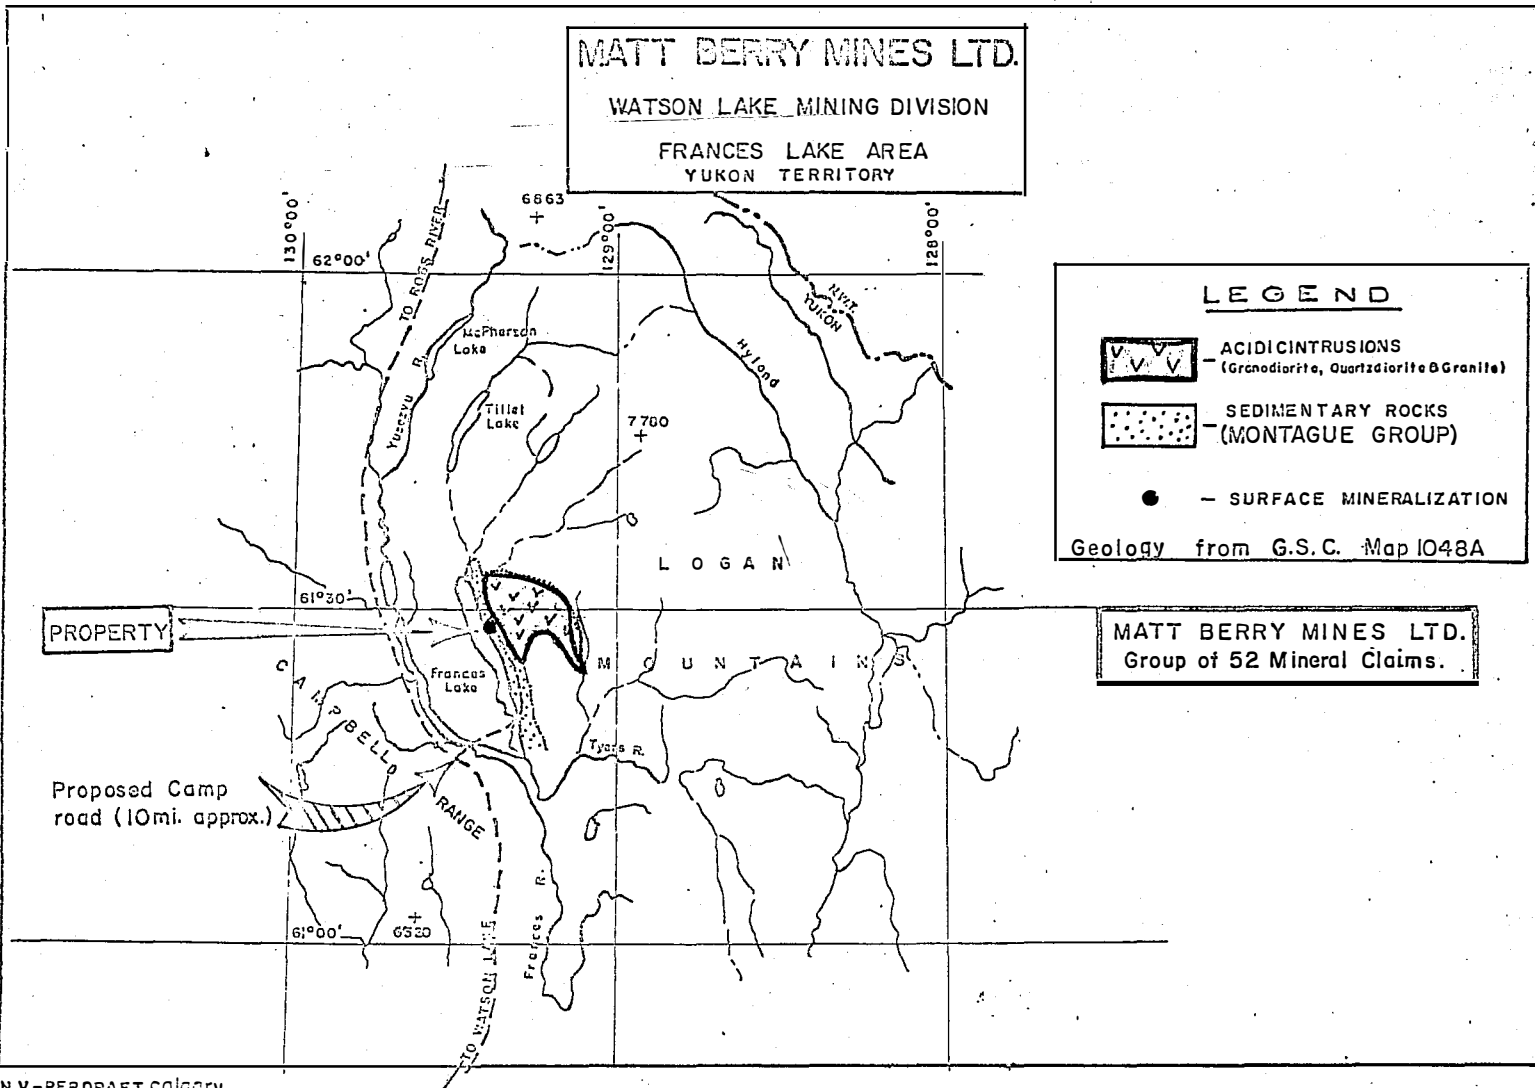 MATT BERRY MINES LTD.
WATSON LAKE MINING DIVISION
FRANCES LAKE AREA
YUKON TERRITORY
6863
130°00'
129°00'
128°00'
62°00'
TO ROSS RIVER
McPherson
Lake
N.W.T.
YUKON
Hyland
Tillet
Lake
7780
LEGEND
ACIDIC INTRUSIONS
(Granodiorite, Quartzdiorite & Granite)
SEDIMENTARY ROCKS
(MONTAGUE GROUP)
- SURFACE MINERALIZATION
Geology from G.S.C. Map 1048A
LOGAN
61°30'
PROPERTY
MATT BERRY MINES LTD.
Group of 52 Mineral Claims.
MOUNTAINS
Frances
Lake
CAMPBELL
RANGE
Tyers R.
Proposed Camp
road (10mi. approx.)
61°00'
6520
Frances R.
TO WATSON LAKE